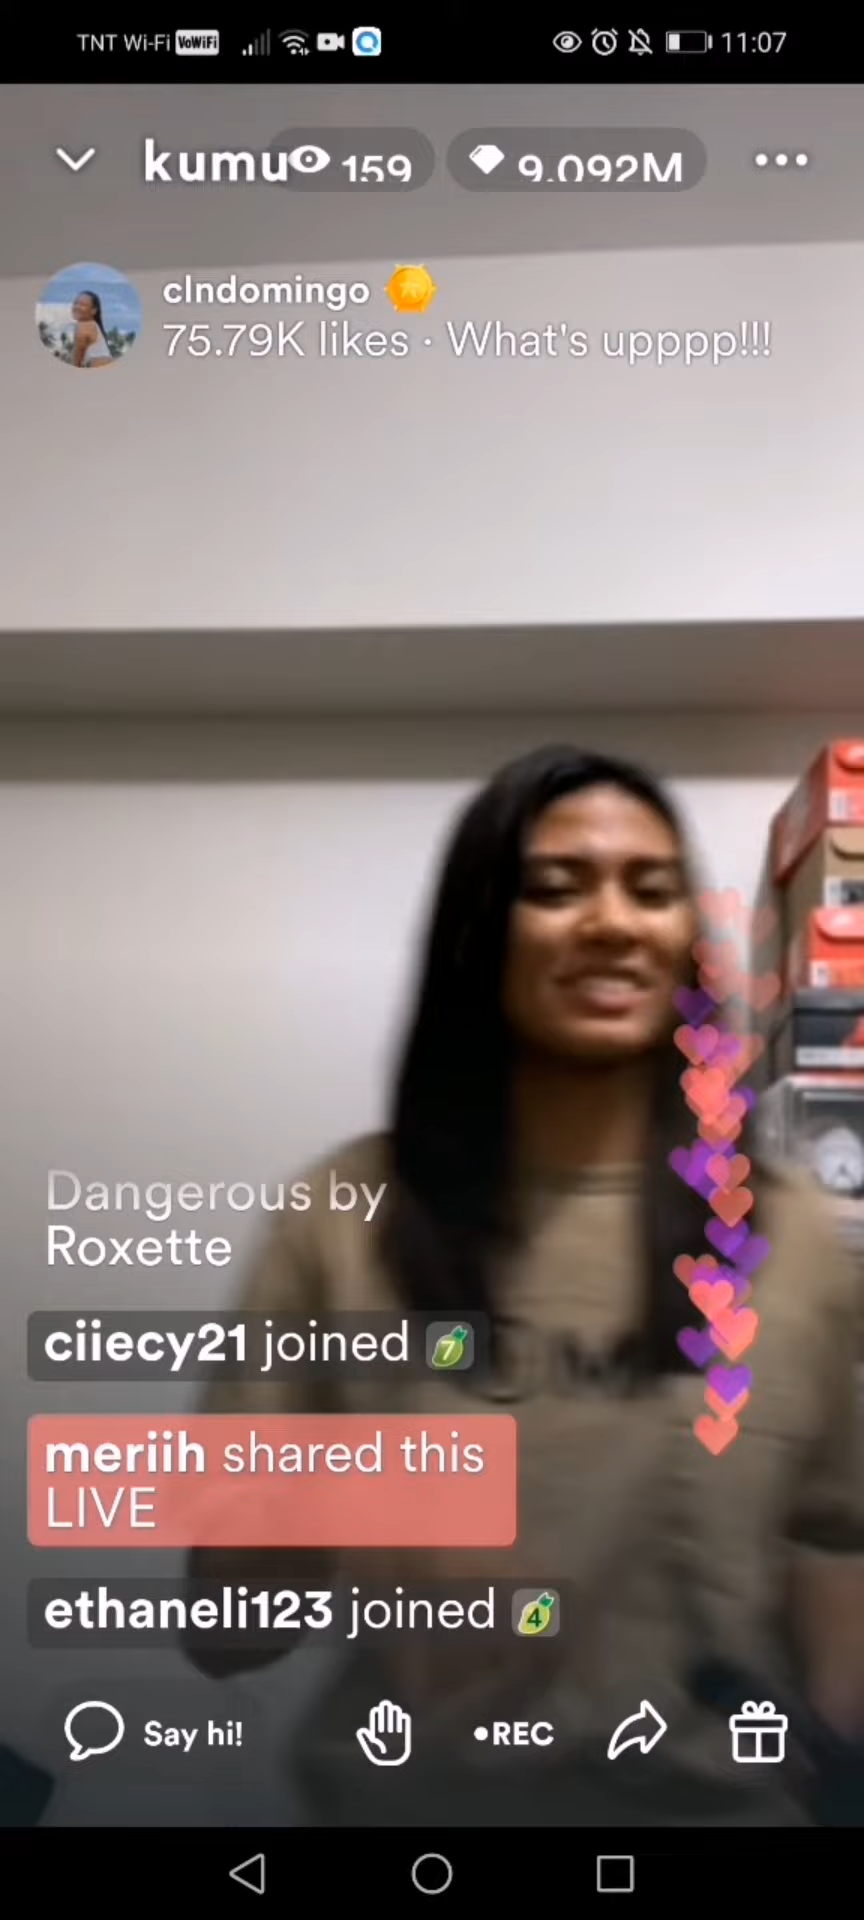 TNT Wi-Fi VoWiFi 11:07
kumu 159 9.092M
clndomingo
75.79K likes · What's upppp!!!
Dangerous by
Roxette
ciiecy21 joined 7
meriih shared this
LIVE
ethaneli123 joined 4
Say hi! •REC